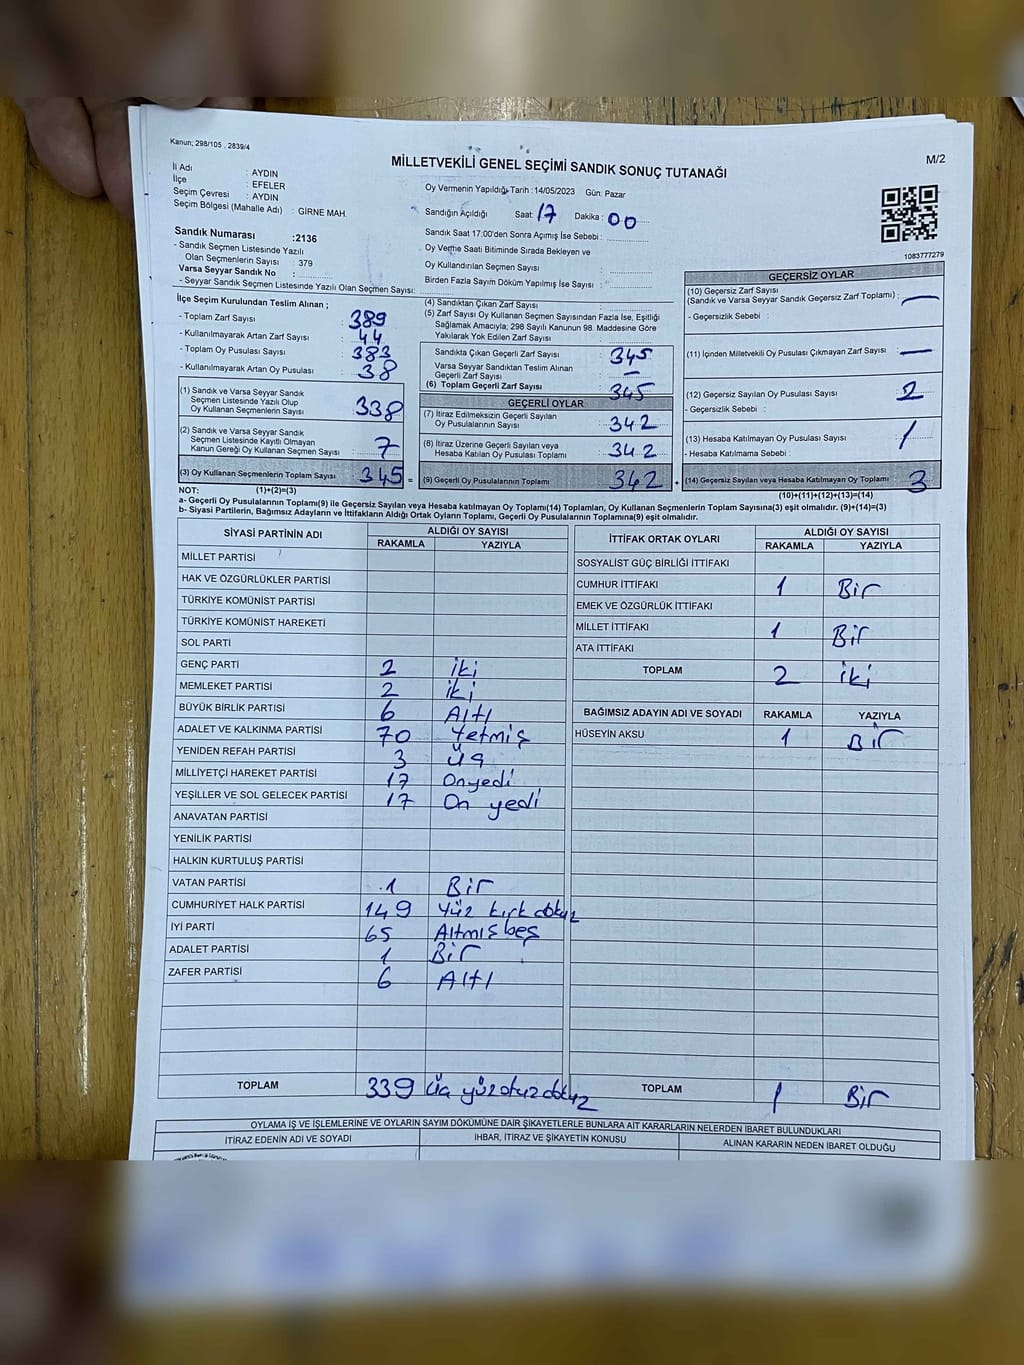 Kanun; 298/105 , 2839/4
MİLLETVEKİLİ GENEL SEÇİMİ SANDIK SONUÇ TUTANAĞI
M/2
İl Adı : AYDIN
İlçe : EFELER
Seçim Çevresi : AYDIN
Seçim Bölgesi (Mahalle Adı) : GİRNE MAH.
Sandık Numarası :2136
- Sandık Seçmen Listesinde Yazılı
Olan Seçmenlerin Sayısı : 379
Varsa Seyyar Sandık No :
- Seyyar Sandık Seçmen Listesinde Yazılı Olan Seçmen Sayısı:
Oy Vermenin Yapıldığı Tarih : 14/05/2023 Gün: Pazar
Sandığın Açıldığı Saat : 17 Dakika : 00
Sandık Saat 17.00'den Sonra Açımış İse Sebebi :
Oy Verme Saati Bitiminde Sırada Bekleyen ve
Oy Kullandırılan Seçmen Sayısı :
Birden Fazla Sayım Döküm Yapılmış İse Sayısı :
1083777279
İlçe Seçim Kurulundan Teslim Alınan ;
- Toplam Zarf Sayısı : 389
- Kullanılmayarak Artan Zarf Sayısı : 44
- Toplam Oy Pusulası Sayısı : 383
- Kullanılmayarak Artan Oy Pusulası : 38
(1) Sandık ve Varsa Seyyar Sandık
Seçmen Listesinde Yazılı Olup
Oy Kullanan Seçmenlerin Sayısı : 338
(2) Sandık ve Varsa Seyyar Sandık
Seçmen Listesinde Kayıtlı Olmayan
Kanun Gereği Oy Kullanan Seçmen Sayısı : 7
(3) Oy Kullanan Seçmenlerin Toplam Sayısı 345 =
(4) Sandıktan Çıkan Zarf Sayısı :
(5) Zarf Sayısı Oy Kullanan Seçmen Sayısından Fazla İse, Eşitliği
Sağlamak Amacıyla; 298 Sayılı Kanunun 98. Maddesine Göre
Yakılarak Yok Edilen Zarf Sayısı :
Sandıkta Çıkan Geçerli Zarf Sayısı : 345
Varsa Seyyar Sandıktan Teslim Alınan
Geçerli Zarf Sayısı : —
(6) Toplam Geçerli Zarf Sayısı : 345
GEÇERLİ OYLAR
(7) İtiraz Edilmeksizin Geçerli Sayılan
Oy Pusulalarının Sayısı : 342
(8) İtiraz Üzerine Geçerli Sayılan veya
Hesaba Katılan Oy Pusulası Toplamı : 342
(9) Geçerli Oy Pusulalarının Toplamı : 342 +
GEÇERSİZ OYLAR
(10) Geçersiz Zarf Sayısı
(Sandık ve Varsa Seyyar Sandık Geçersiz Zarf Toplamı) : —
- Geçersizlik Sebebi :
(11) İçinden Milletvekili Oy Pusulası Çıkmayan Zarf Sayısı : —
(12) Geçersiz Sayılan Oy Pusulası Sayısı : 2
- Geçersizlik Sebebi :
(13) Hesaba Katılmayan Oy Pusulası Sayısı : 1
- Hesaba Katılmama Sebebi :
(14) Geçersiz Sayılan veya Hesaba Katılmayan Oy Toplamı 3
NOT: (1)+(2)=(3) (10)+(11)+(12)+(13)=(14)
a- Geçerli Oy Pusulalarının Toplamı(9) ile Geçersiz Sayılan veya Hesaba katılmayan Oy Toplamı(14) Toplamları, Oy Kullanan Seçmenlerin Toplam Sayısına(3) eşit olmalıdır. (9)+(14)=(3)
b- Siyasi Partilerin, Bağımsız Adayların ve İttifakların Aldığı Ortak Oyların Toplamı, Geçerli Oy Pusulalarının Toplamına(9) eşit olmalıdır.
SİYASİ PARTİNİN ADI ALDIĞI OY SAYISI
RAKAMLA YAZIYLA
MİLLET PARTİSİ
HAK VE ÖZGÜRLÜKLER PARTİSİ
TÜRKİYE KOMÜNİST PARTİSİ
TÜRKİYE KOMÜNİST HAREKETİ
SOL PARTİ
GENÇ PARTİ 2 iki
MEMLEKET PARTİSİ 2 iki
BÜYÜK BİRLİK PARTİSİ 6 Altı
ADALET VE KALKINMA PARTİSİ 70 Yetmiş
YENİDEN REFAH PARTİSİ 3 üç
MİLLİYETÇİ HAREKET PARTİSİ 17 Onyedi
YEŞİLLER VE SOL GELECEK PARTİSİ 17 On yedi
ANAVATAN PARTİSİ
YENİLİK PARTİSİ
HALKIN KURTULUŞ PARTİSİ
VATAN PARTİSİ 1 Bir
CUMHURİYET HALK PARTİSİ 149 Yüz kırk dokuz
İYİ PARTİ 65 Altmış beş
ADALET PARTİSİ 1 Bir
ZAFER PARTİSİ 6 Altı
TOPLAM 339 üç yüz otuz dokuz
İTTİFAK ORTAK OYLARI ALDIĞI OY SAYISI
RAKAMLA YAZIYLA
SOSYALİST GÜÇ BİRLİĞİ İTTİFAKI
CUMHUR İTTİFAKI 1 Bir
EMEK VE ÖZGÜRLÜK İTTİFAKI
MİLLET İTTİFAKI 1 Bir
ATA İTTİFAKI
TOPLAM 2 iki
BAĞIMSIZ ADAYIN ADI VE SOYADI RAKAMLA YAZIYLA
HÜSEYİN AKSU 1 Bir
TOPLAM 1 Bir
OYLAMA İŞ VE İŞLEMLERİNE VE OYLARIN SAYIM DÖKÜMÜNE DAİR ŞİKAYETLERLE BUNLARA AİT KARARLARIN NELERDEN İBARET BULUNDUKLARI
İTİRAZ EDENİN ADI VE SOYADI İHBAR, İTİRAZ VE ŞİKAYETİN KONUSU ALINAN KARARIN NEDEN İBARET OLDUĞU